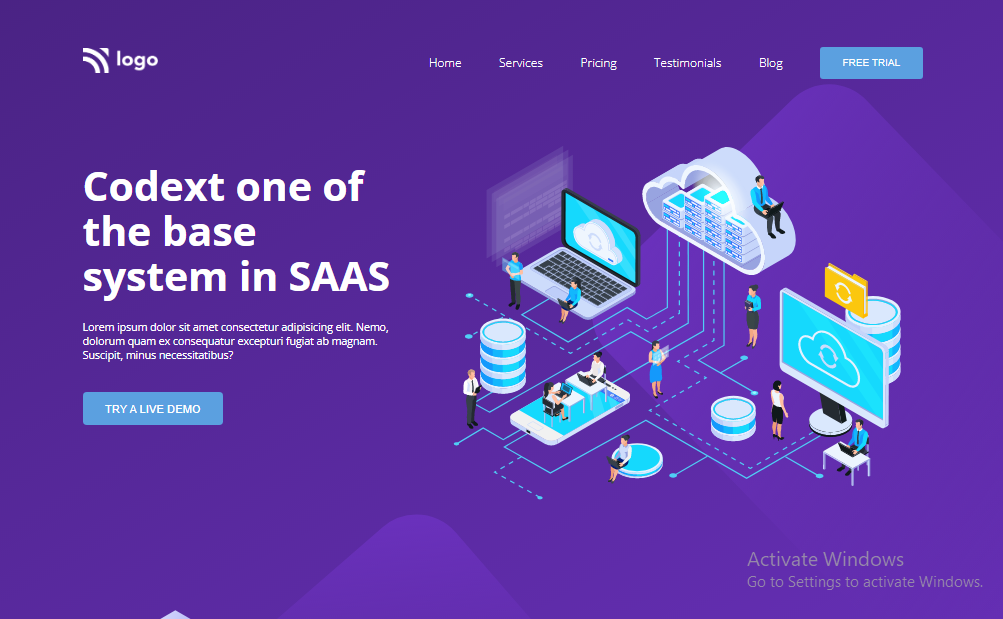 logo
Home
Services
Pricing
Testimonials
Blog
FREE TRIAL
Codext one of
the base
system in SAAS
Lorem ipsum dolor sit amet consectetur adipisicing elit. Nemo,
dolorum quam ex consequatur excepturi fugiat ab magnam.
Suscipit, minus necessitatibus?
TRY A LIVE DEMO
Activate Windows
Go to Settings to activate Windows.